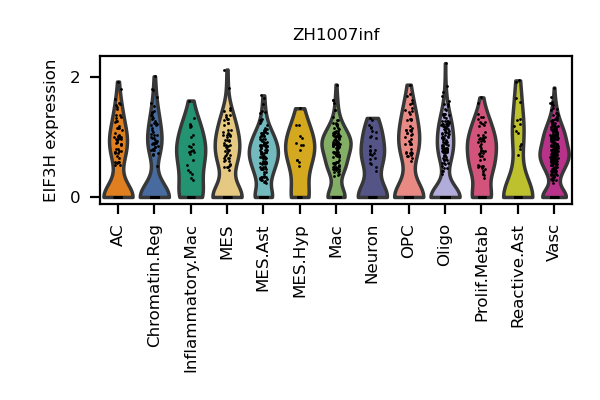 ZH1007inf
EIF3H expression
2
0
AC
Chromatin.Reg
Inflammatory.Mac
MES
MES.Ast
MES.Hyp
Mac
Neuron
OPC
Oligo
Prolif.Metab
Reactive.Ast
Vasc